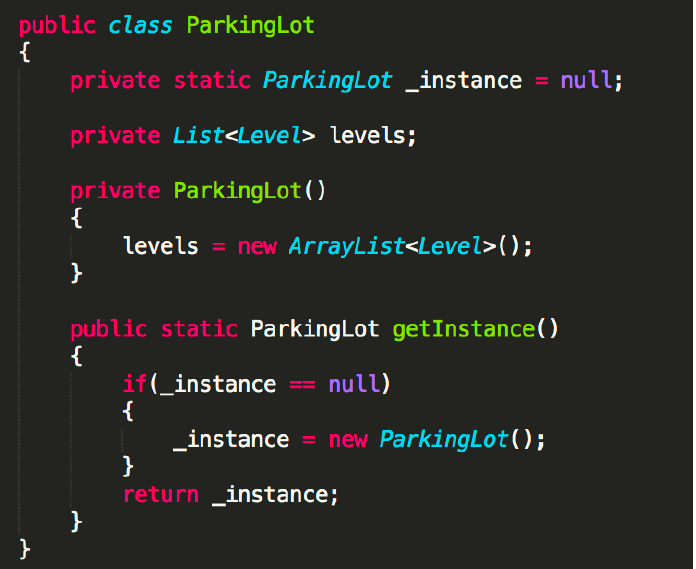 public class ParkingLot
{
    private static ParkingLot _instance = null;

    private List<Level> levels;

    private ParkingLot()
    {
        levels = new ArrayList<Level>();
    }

    public static ParkingLot getInstance()
    {
        if(_instance == null)
        {
            _instance = new ParkingLot();
        }
        return _instance;
    }
}